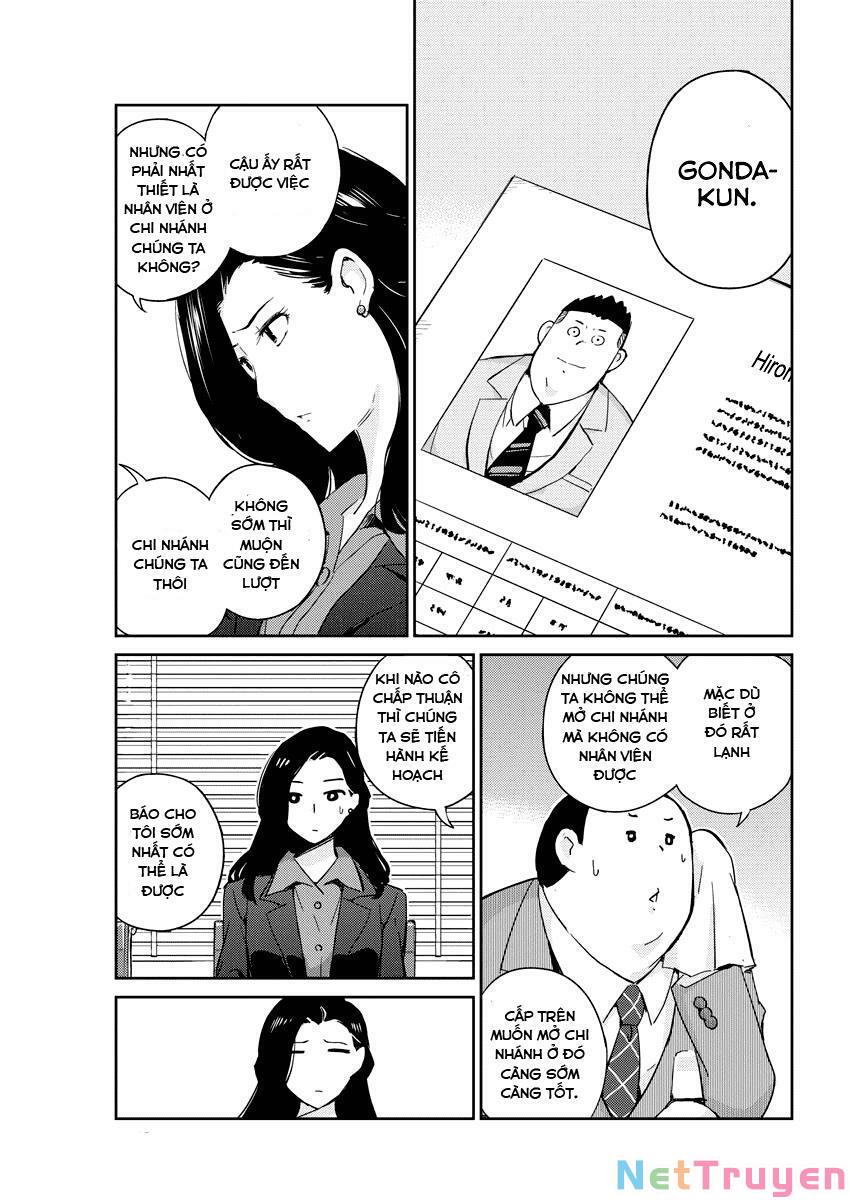 GONDA-
KUN.
Hirom
CẬU ẤY RẤT
ĐƯỢC VIỆC
NHƯNG CÓ
PHẢI NHẤT
THIẾT LÀ
NHÂN VIÊN Ở
CHI NHÁNH
CHÚNG TA
KHÔNG?
KHÔNG
SỚM THÌ
MUỘN
CŨNG ĐẾN
LƯỢT
CHI NHÁNH
CHÚNG TA
THÔI
MẶC DÙ
BIẾT Ở
ĐÓ RẤT
LẠNH
NHƯNG CHÚNG
TA KHÔNG THỂ
MỞ CHI NHÁNH
MÀ KHÔNG CÓ
NHÂN VIÊN
ĐƯỢC
CẤP TRÊN
MUỐN MỞ CHI
NHÁNH Ở ĐÓ
CÀNG SỚM
CÀNG TỐT.
KHI NÀO CÔ
CHẤP THUẬN
THÌ CHÚNG
TA SẼ TIẾN
HÀNH KẾ
HOẠCH
BÁO CHO
TÔI SỚM
NHẤT CÓ
THỂ LÀ
ĐƯỢC
NetTruyen